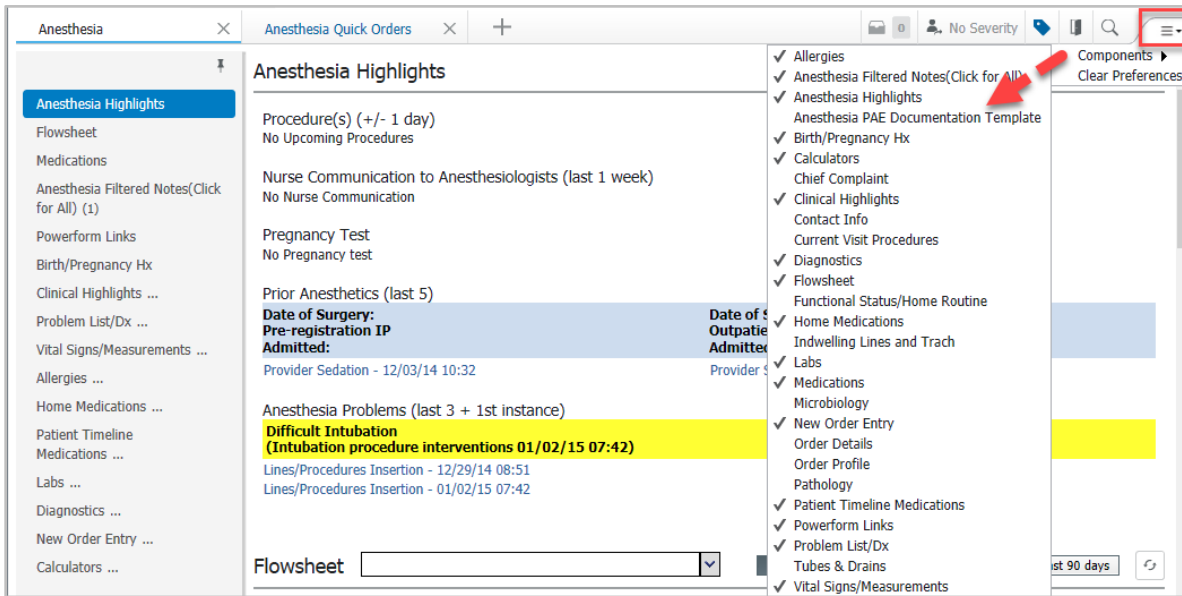 Anesthesia
Anesthesia Quick Orders
0
No Severity
Components
Clear Preferences
Anesthesia Highlights
Flowsheet
Medications
Anesthesia Filtered Notes(Click
for All) (1)
Powerform Links
Birth/Pregnancy Hx
Clinical Highlights ...
Problem List/Dx ...
Vital Signs/Measurements ...
Allergies ...
Home Medications ...
Patient Timeline
Medications ...
Labs ...
Diagnostics ...
New Order Entry ...
Calculators ...
Anesthesia Highlights
Procedure(s) (+/- 1 day)
No Upcoming Procedures
Nurse Communication to Anesthesiologists (last 1 week)
No Nurse Communication
Pregnancy Test
No Pregnancy test
Prior Anesthetics (last 5)
Date of Surgery:
Pre-registration IP
Admitted:
Provider Sedation - 12/03/14 10:32
Date of S
Outpatie
Admitted
Provider S
Anesthesia Problems (last 3 + 1st instance)
Difficult Intubation
(Intubation procedure interventions 01/02/15 07:42)
Lines/Procedures Insertion - 12/29/14 08:51
Lines/Procedures Insertion - 01/02/15 07:42
Flowsheet
st 90 days
✓ Allergies
✓ Anesthesia Filtered Notes(Click for All)
✓ Anesthesia Highlights
Anesthesia PAE Documentation Template
✓ Birth/Pregnancy Hx
✓ Calculators
Chief Complaint
✓ Clinical Highlights
Contact Info
Current Visit Procedures
✓ Diagnostics
✓ Flowsheet
Functional Status/Home Routine
✓ Home Medications
Indwelling Lines and Trach
✓ Labs
✓ Medications
Microbiology
✓ New Order Entry
Order Details
Order Profile
Pathology
✓ Patient Timeline Medications
✓ Powerform Links
✓ Problem List/Dx
Tubes & Drains
✓ Vital Signs/Measurements